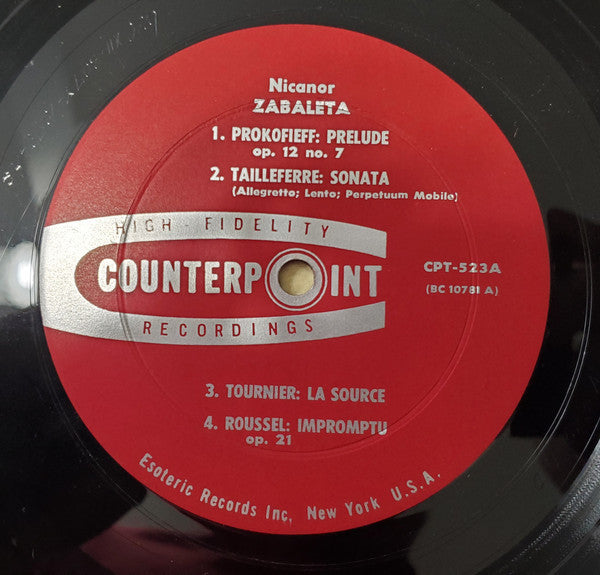 Nicanor
ZABALETA
1. PROKOFIEFF: PRELUDE
op. 12 no. 7
2. TAILLEFERRE: SONATA
(Allegretto; Lento; Perpetuum Mobile)
HIGH - FIDELITY
COUNTERPOINT
RECORDINGS
CPT-523A
(BC 10781 A)
3. TOURNIER: LA SOURCE
4. ROUSSEL: IMPROMPTU
op. 21
Esoteric Records Inc, New York U.S.A.